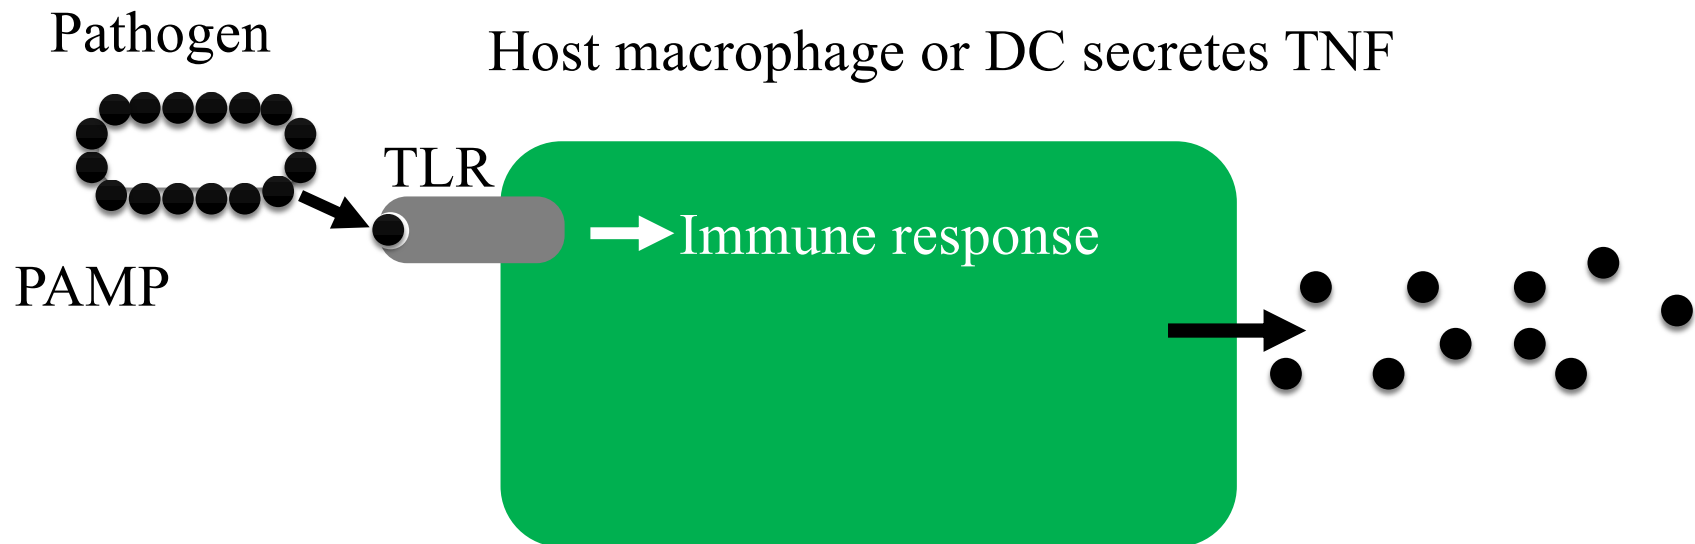 Pathogen
Host macrophage or DC secretes TNF
TLR
Immune response
PAMP